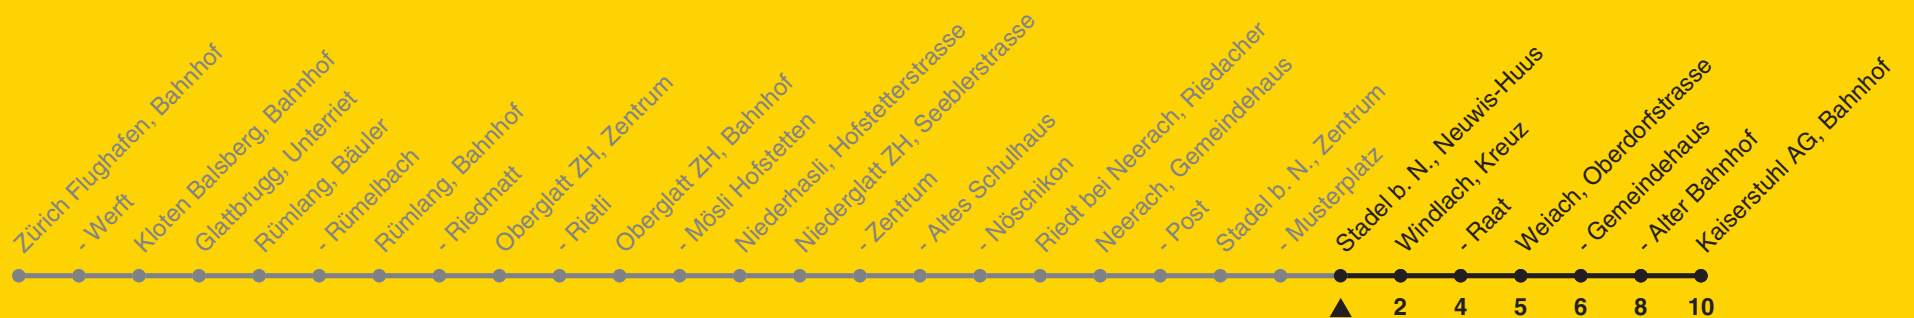 Zürich Flughafen, Bahnhof
- Werft
Kloten Balsberg, Bahnhof
Glattbrugg, Unterriet
Rümlang, Bäuler
- Rümelbach
Rümlang, Bahnhof
- Riedmatt
Oberglatt ZH, Zentrum
- Rietli
Oberglatt ZH, Bahnhof
- Mösli Hofstetten
Niederhasli, Hofstetterstrasse
Niederglatt ZH, Seeblerstrasse
- Zentrum
- Altes Schulhaus
- Nöschikon
Riedt bei Neerach, Riedacher
Neerach, Gemeindehaus
- Post
Stadel b. N., Zentrum
- Musterplatz
Stadel b. N., Neuwis-Huus
Windlach, Kreuz
- Raat
Weiach, Oberdorfstrasse
- Gemeindehaus
- Alter Bahnhof
Kaiserstuhl AG, Bahnhof
2 4 5 6 8 10